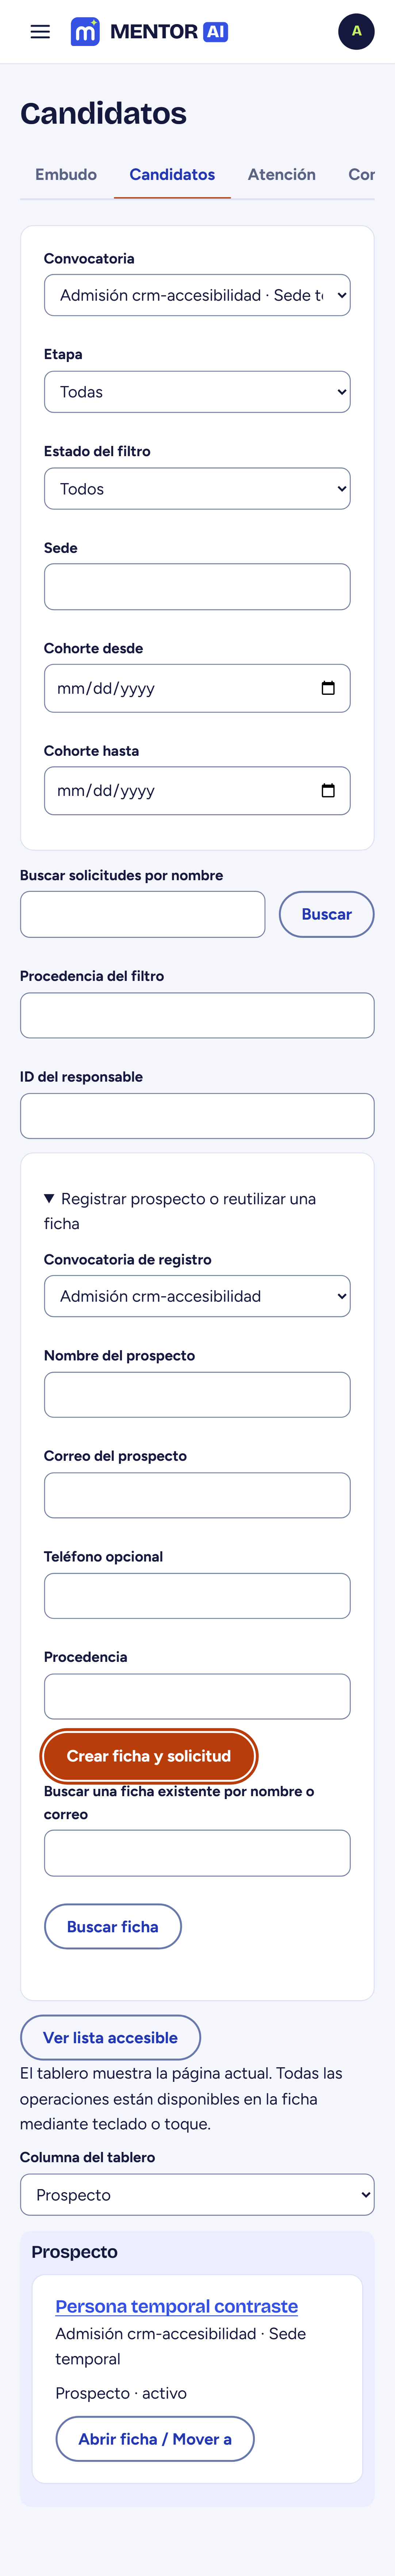 m MENTOR AI
A
Candidatos
Embudo Candidatos Atención Cor
Convocatoria
Admisión crm-accesibilidad · Sede te
Etapa
Todas
Estado del filtro
Todos
Sede
Cohorte desde
mm/dd/yyyy
Cohorte hasta
mm/dd/yyyy
Buscar solicitudes por nombre
Buscar
Procedencia del filtro
ID del responsable
Registrar prospecto o reutilizar una
ficha
Convocatoria de registro
Admisión crm-accesibilidad
Nombre del prospecto
Correo del prospecto
Teléfono opcional
Procedencia
Crear ficha y solicitud
Buscar una ficha existente por nombre o
correo
Buscar ficha
Ver lista accesible
El tablero muestra la página actual. Todas las
operaciones están disponibles en la ficha
mediante teclado o toque.
Columna del tablero
Prospecto
Prospecto
Persona temporal contraste
Admisión crm-accesibilidad · Sede
temporal
Prospecto · activo
Abrir ficha / Mover a